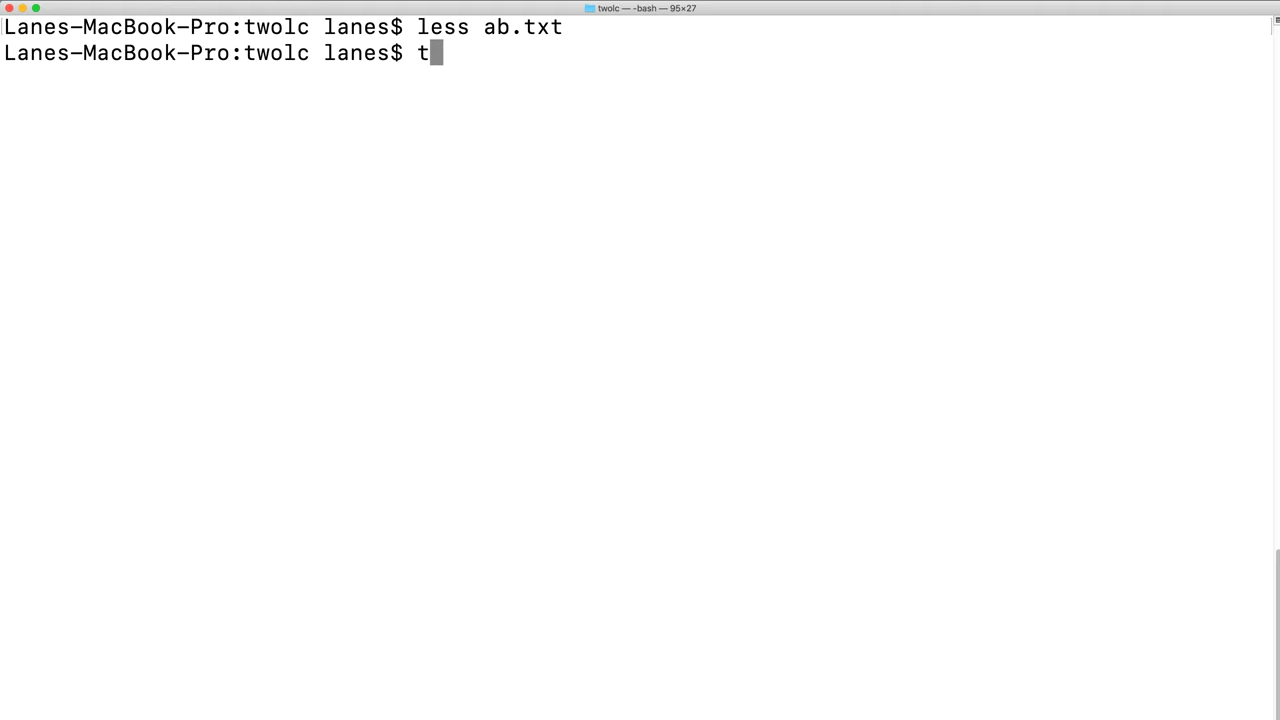 twolc — -bash — 95×27
Lanes-MacBook-Pro:twolc lanes$ less ab.txt
Lanes-MacBook-Pro:twolc lanes$ t